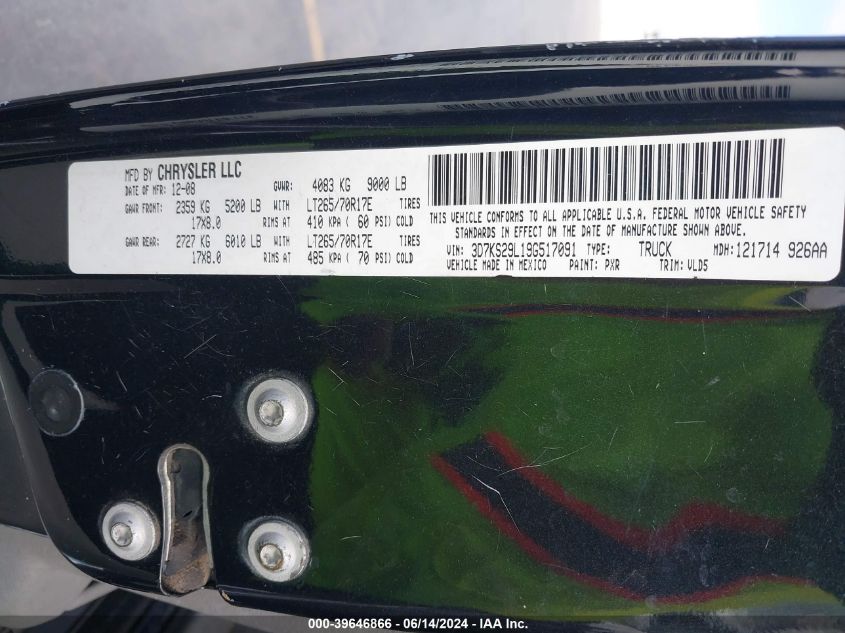 MFD BY CHRYSLER LLC
DATE OF MFR: 12-08 GVWR: 4083 KG 9000 LB
GAWR FRONT: 2359 KG 5200 LB WITH LT265/70R17E TIRES
17X8.0 RIMS AT 410 KPA ( 60 PSI) COLD
GAWR REAR: 2727 KG 6010 LB WITH LT265/70R17E TIRES
17X8.0 RIMS AT 485 KPA ( 70 PSI) COLD
THIS VEHICLE CONFORMS TO ALL APPLICABLE U.S.A. FEDERAL MOTOR VEHICLE SAFETY
STANDARDS IN EFFECT ON THE DATE OF MANUFACTURE SHOWN ABOVE.
VIN: 3D7KS29L19G517091 TYPE: TRUCK MDH: 121714 926AA
VEHICLE MADE IN MEXICO PAINT: PXR TRIM: VLD5
000-39646866 - 06/14/2024 - IAA Inc.